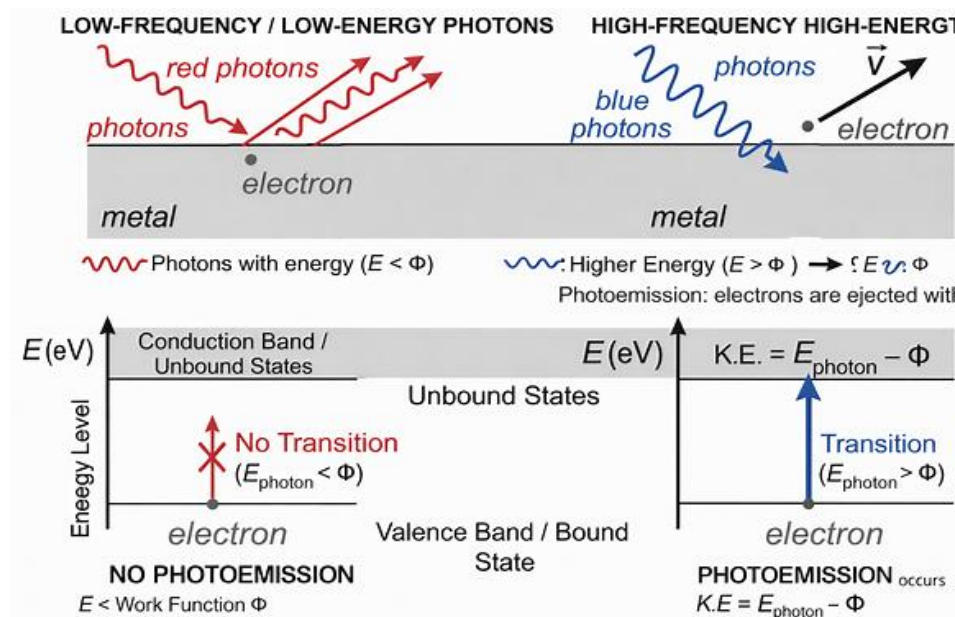 LOW-FREQUENCY / LOW-ENERGY PHOTONS
red photons
photons
electron
metal
Photons with energy (E < Φ)
HIGH-FREQUENCY HIGH-ENERGT
photons
v
blue
photons
electron
metal
:Higher Energy (E > Φ ) → E Φ
Photoemission: electrons are ejected with
E (eV)
Conduction Band /
Unbound States
Eneegy Level
No Transition
(Ephoton < Φ)
electron
NO PHOTOEMISSION
E < Work Function Φ
Unbound States
Valence Band / Bound
State
E (eV)
K.E. = Ephoton – Φ
Transition
(Ephoton > Φ)
electron
PHOTOEMISSION occurs
K.E = Ephoton – Φ